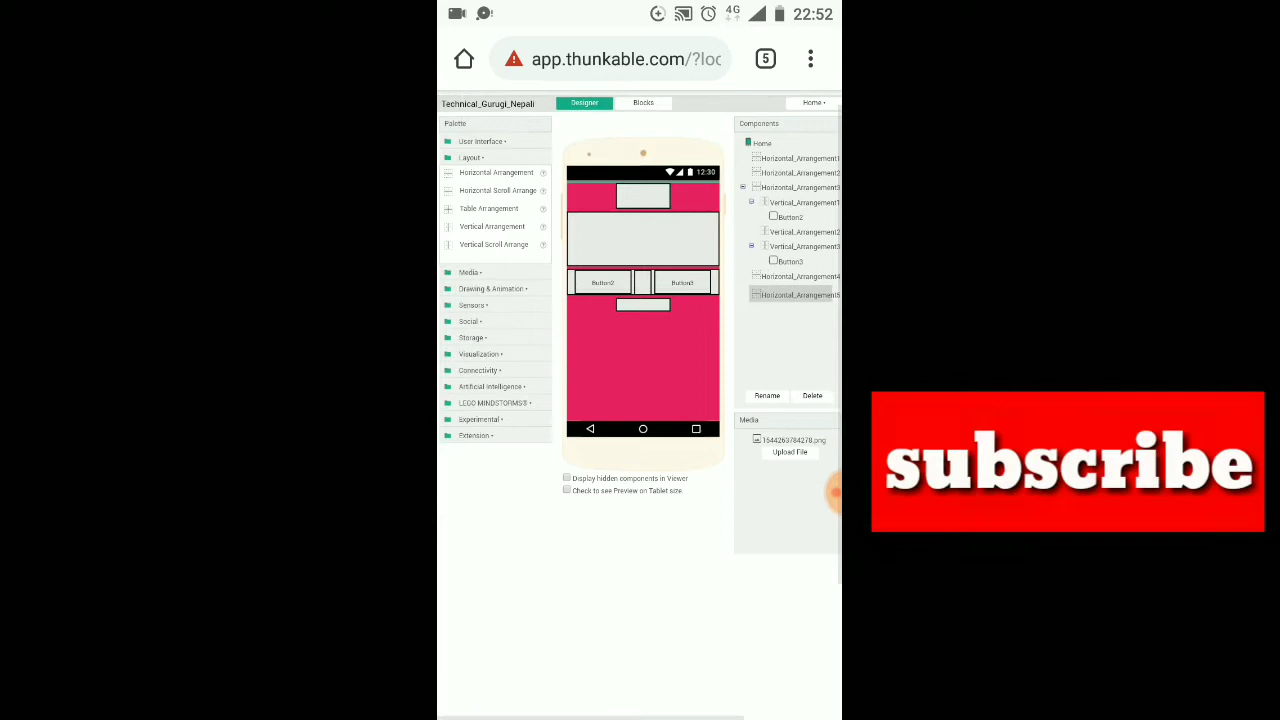 4G
22:52
app.thunkable.com/?loc
5
Technical_Gurugi_Nepali
Designer
Blocks
Home
Palette
User Interface
Layout
Horizontal Arrangement
Horizontal Scroll Arrange
Table Arrangement
Vertical Arrangement
Vertical Scroll Arrange
Media
Drawing & Animation
Sensors
Social
Storage
Visualization
Connectivity
Artificial Intelligence
LEGO MINDSTORMS®
Experimental
Extension
12:30
Button2
Button3
Display hidden components in Viewer
Check to see Preview on Tablet size.
Components
Home
Horizontal_Arrangement1
Horizontal_Arrangement2
Horizontal_Arrangement3
Vertical_Arrangement1
Button2
Vertical_Arrangement2
Vertical_Arrangement3
Button3
Horizontal_Arrangement4
Horizontal_Arrangement5
Rename
Delete
Media
1544263784278.png
Upload File
subscribe